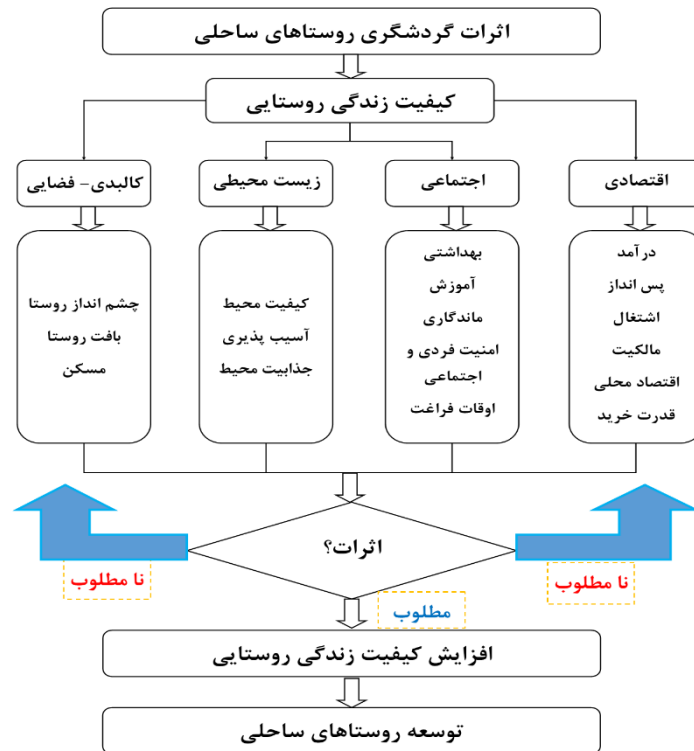 اثرات گردشگری روستاهای ساحلی
کیفیت زندگی روستایی
اقتصادی
اجتماعی
زیست محیطی
کالبدی- فضایی
درآمد
پس انداز
اشتغال
مالکیت
اقتصاد محلی
قدرت خرید
بهداشتی
آموزش
ماندگاری
امنیت فردی و
اجتماعی
اوقات فراغت
کیفیت محیط
آسیب پذیری
جذابیت محیط
چشم انداز روستا
بافت روستا
مسکن
اثرات؟
نا مطلوب
نا مطلوب
مطلوب
افزایش کیفیت زندگی روستایی
توسعه روستاهای ساحلی